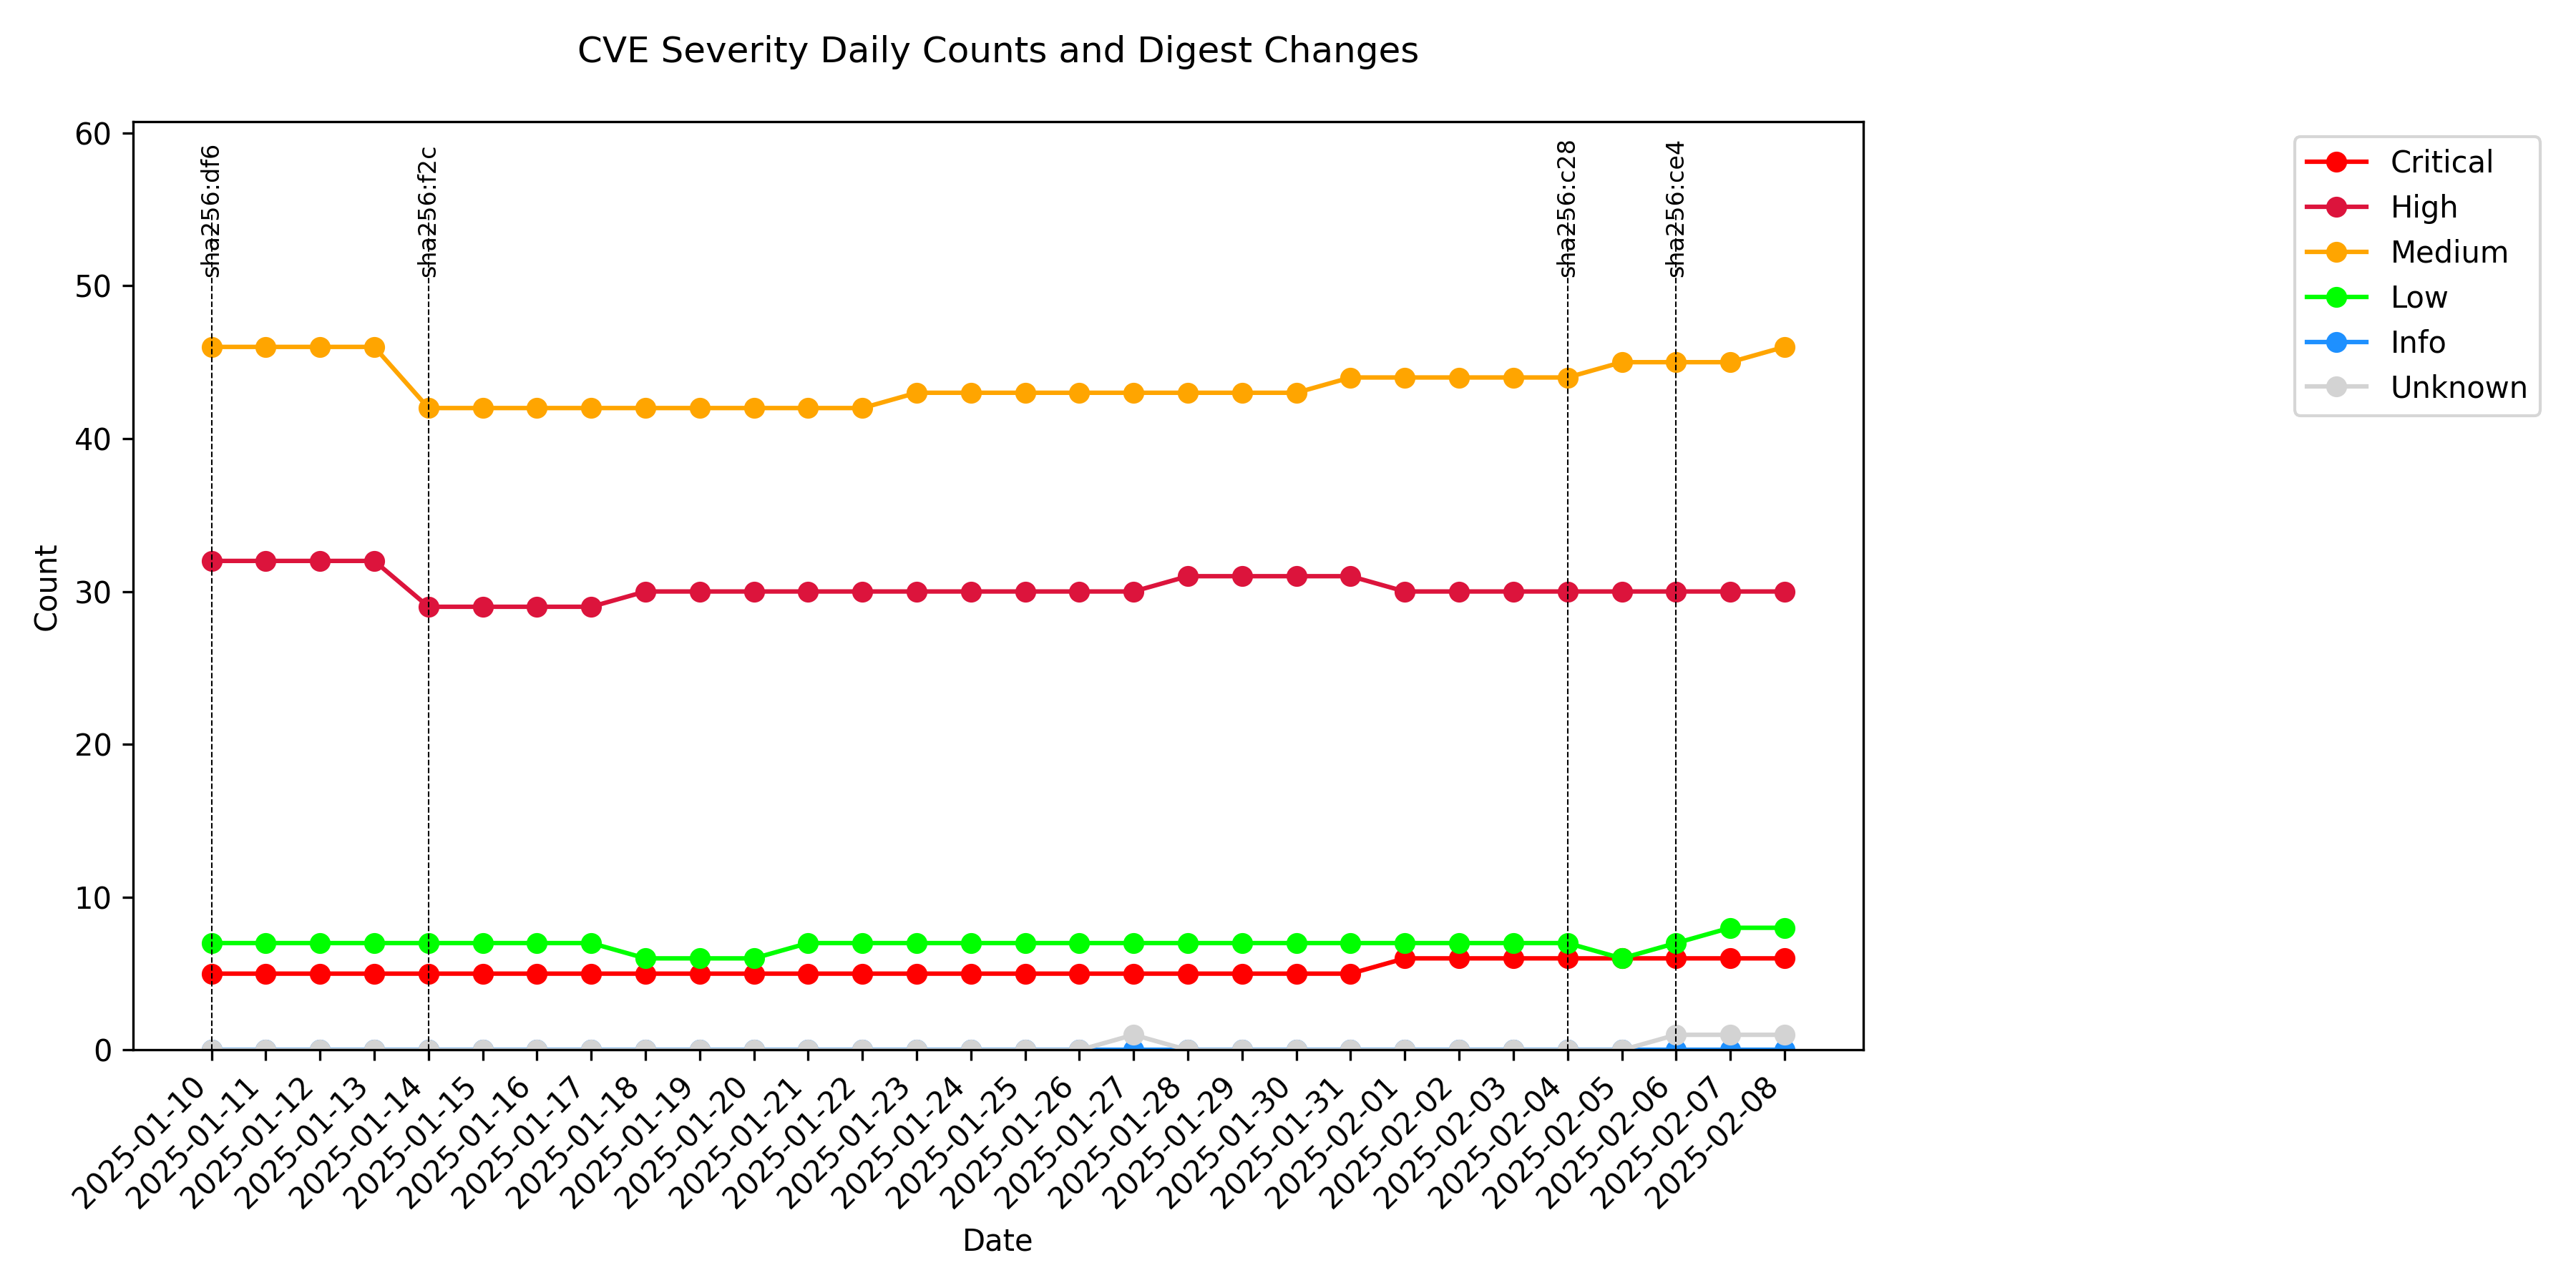 CVE Severity Daily Counts and Digest Changes
60
50
40
30
20
10
0
Count
sha256:df6
sha256:f2c
sha256:c28
sha256:ce4
Critical
High
Medium
Low
Info
Unknown
2025-01-10
2025-01-11
2025-01-12
2025-01-13
2025-01-14
2025-01-15
2025-01-16
2025-01-17
2025-01-18
2025-01-19
2025-01-20
2025-01-21
2025-01-22
2025-01-23
2025-01-24
2025-01-25
2025-01-26
2025-01-27
2025-01-28
2025-01-29
2025-01-30
2025-01-31
2025-02-01
2025-02-02
2025-02-03
2025-02-04
2025-02-05
2025-02-06
2025-02-07
2025-02-08
Date